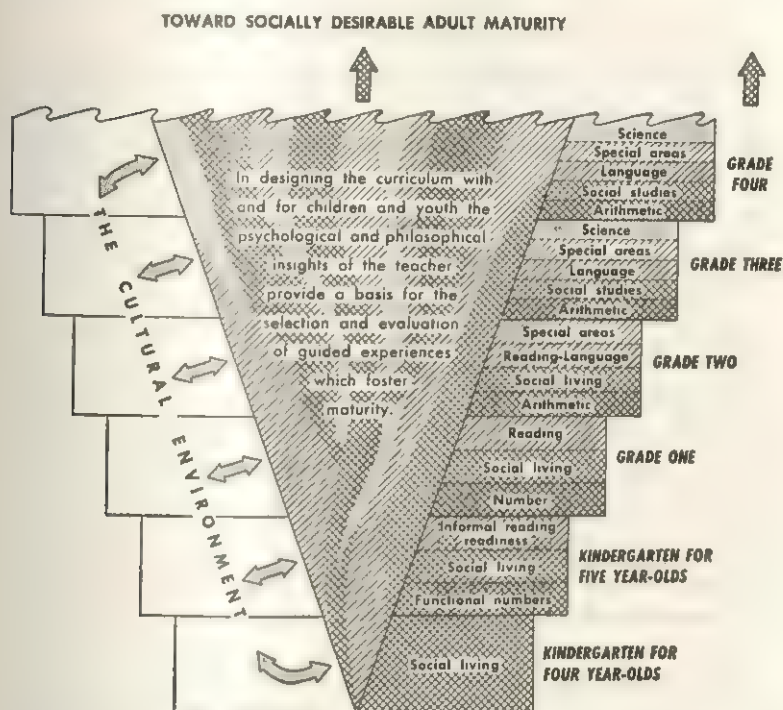 TOWARD SOCIALLY DESIRABLE ADULT MATURITY
THE CULTURAL ENVIRONMENT
In designing the curriculum with
and for children and youth the
psychological and philosophical
insights of the teacher
provide a basis for the
selection and evaluation
of guided experiences
which foster
maturity.
Science
Special areas
Language
Social studies
Arithmetic
GRADE
FOUR
Science
Special areas
Language
Social studies
Arithmetic
GRADE THREE
Special areas
Reading-Language
Social living
Arithmetic
GRADE TWO
Reading
Social living
Number
GRADE ONE
Informal reading
readiness
Social living
Functional numbers
KINDERGARTEN FOR
FIVE YEAR-OLDS
Social living
KINDERGARTEN FOR
FOUR YEAR-OLDS